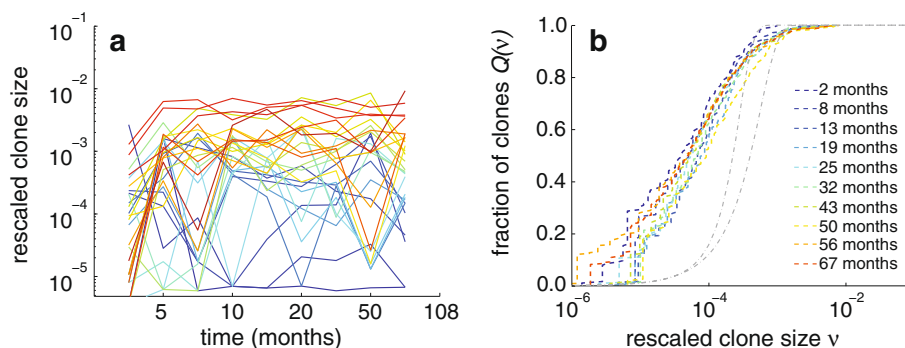 a
rescaled clone size
10^-1
10^-2
10^-3
10^-4
10^-5
5 10 20 50 108
time (months)
b
fraction of clones Q(ν)
1.0
0.8
0.6
0.4
0.2
0.0
10^-6 10^-4 10^-2
rescaled clone size ν
2 months
8 months
13 months
19 months
25 months
32 months
43 months
50 months
56 months
67 months